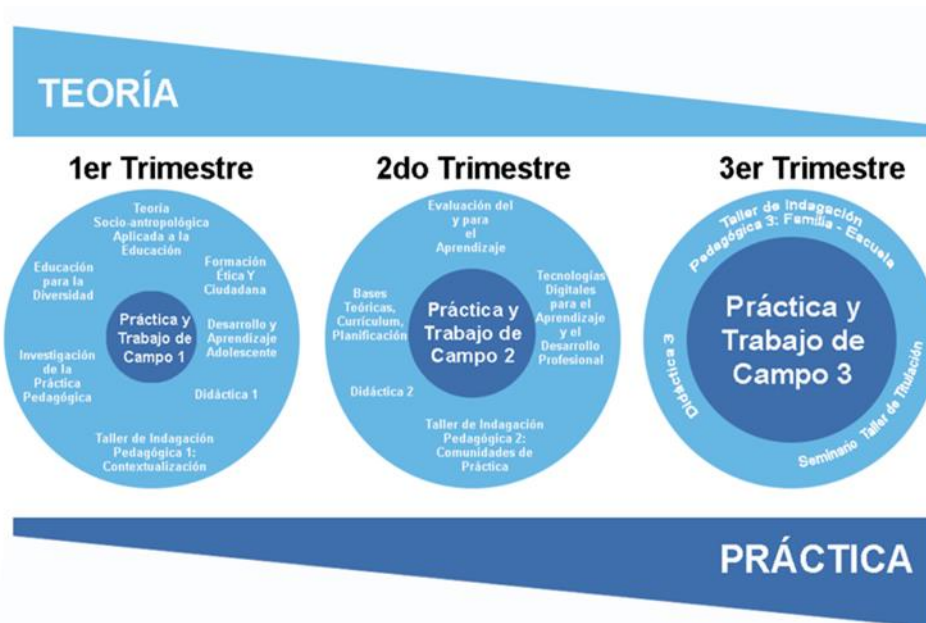 TEORÍA
1er Trimestre
2do Trimestre
3er Trimestre
Teoría
Socio-antropológica
Aplicada a la
Educación
Formación
Ética Y
Ciudadana
Educación
para la
Diversidad
Práctica y
Trabajo de
Campo 1
Desarrollo y
Aprendizaje
Adolescente
Investigación
de la
Práctica
Pedagógica
Didáctica 1
Taller de Indagación
Pedagógica 1:
Contextualización
Evaluación del
y para
el
Aprendizaje
Bases
Teóricas,
Currículum,
Planificación
Práctica y
Trabajo de
Campo 2
Tecnologías
Digitales
para el
Aprendizaje
y el
Desarrollo
Profesional
Didáctica 2
Taller de Indagación
Pedagógica 2:
Comunidades de
Práctica
Taller de Indagación
Pedagógica 3: Familia - Escuela
Práctica y
Trabajo de
Campo 3
Didáctica 3
Seminario Taller de Titulación
PRÁCTICA